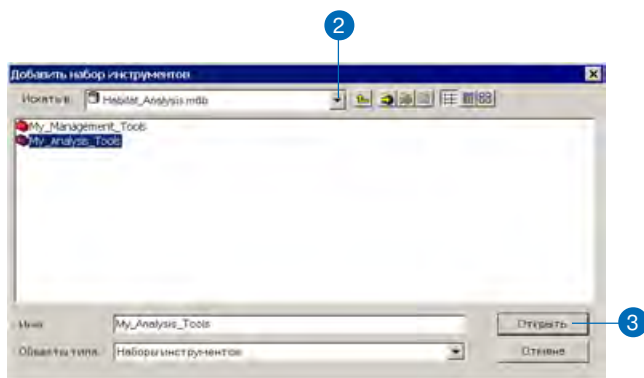 2
Добавить набор инструментов
Искать в: Habitat_Analysis.mdb
My_Management_Tools
My_Analysis_Tools
Имя: My_Analysis_Tools Открыть 3
Объекты типа: Наборы инструментов Отмена